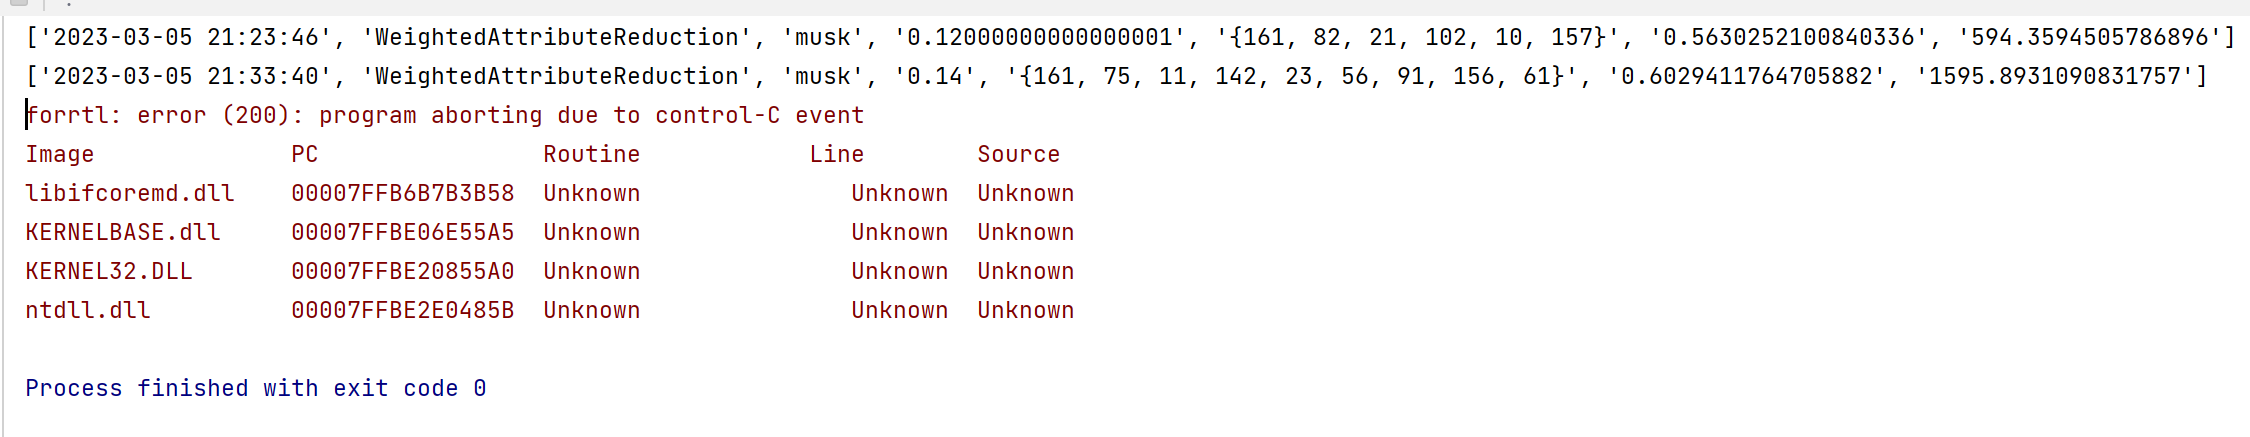 ['2023-03-05 21:23:46', 'WeightedAttributeReduction', 'musk', '0.12000000000000001', '{161, 82, 21, 102, 10, 157}', '0.5630252100840336', '594.3594505786896']
['2023-03-05 21:33:40', 'WeightedAttributeReduction', 'musk', '0.14', '{161, 75, 11, 142, 23, 56, 91, 156, 61}', '0.6029411764705882', '1595.8931090831757']
forrtl: error (200): program aborting due to control-C event
Image              PC                Routine            Line        Source
libifcoremd.dll    00007FFB6B7B3B58  Unknown               Unknown  Unknown
KERNELBASE.dll     00007FFBE06E55A5  Unknown               Unknown  Unknown
KERNEL32.DLL       00007FFBE20855A0  Unknown               Unknown  Unknown
ntdll.dll          00007FFBE2E0485B  Unknown               Unknown  Unknown
Process finished with exit code 0